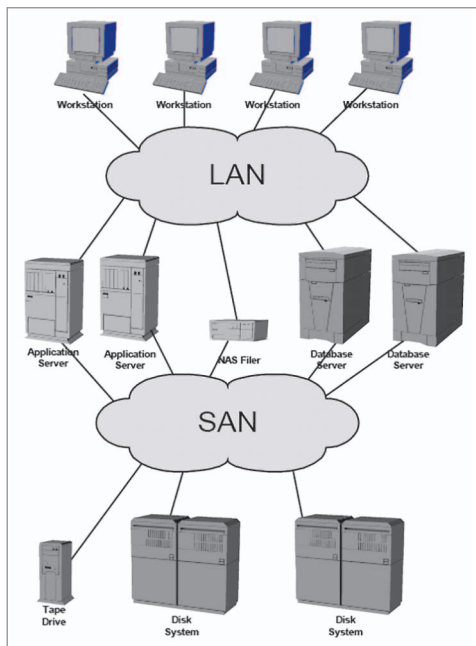 Workstation Workstation Workstation Workstation
LAN
Application
Server
Application
Server
NAS Filer
Database
Server
Database
Server
SAN
Tape
Drive
Disk
System
Disk
System